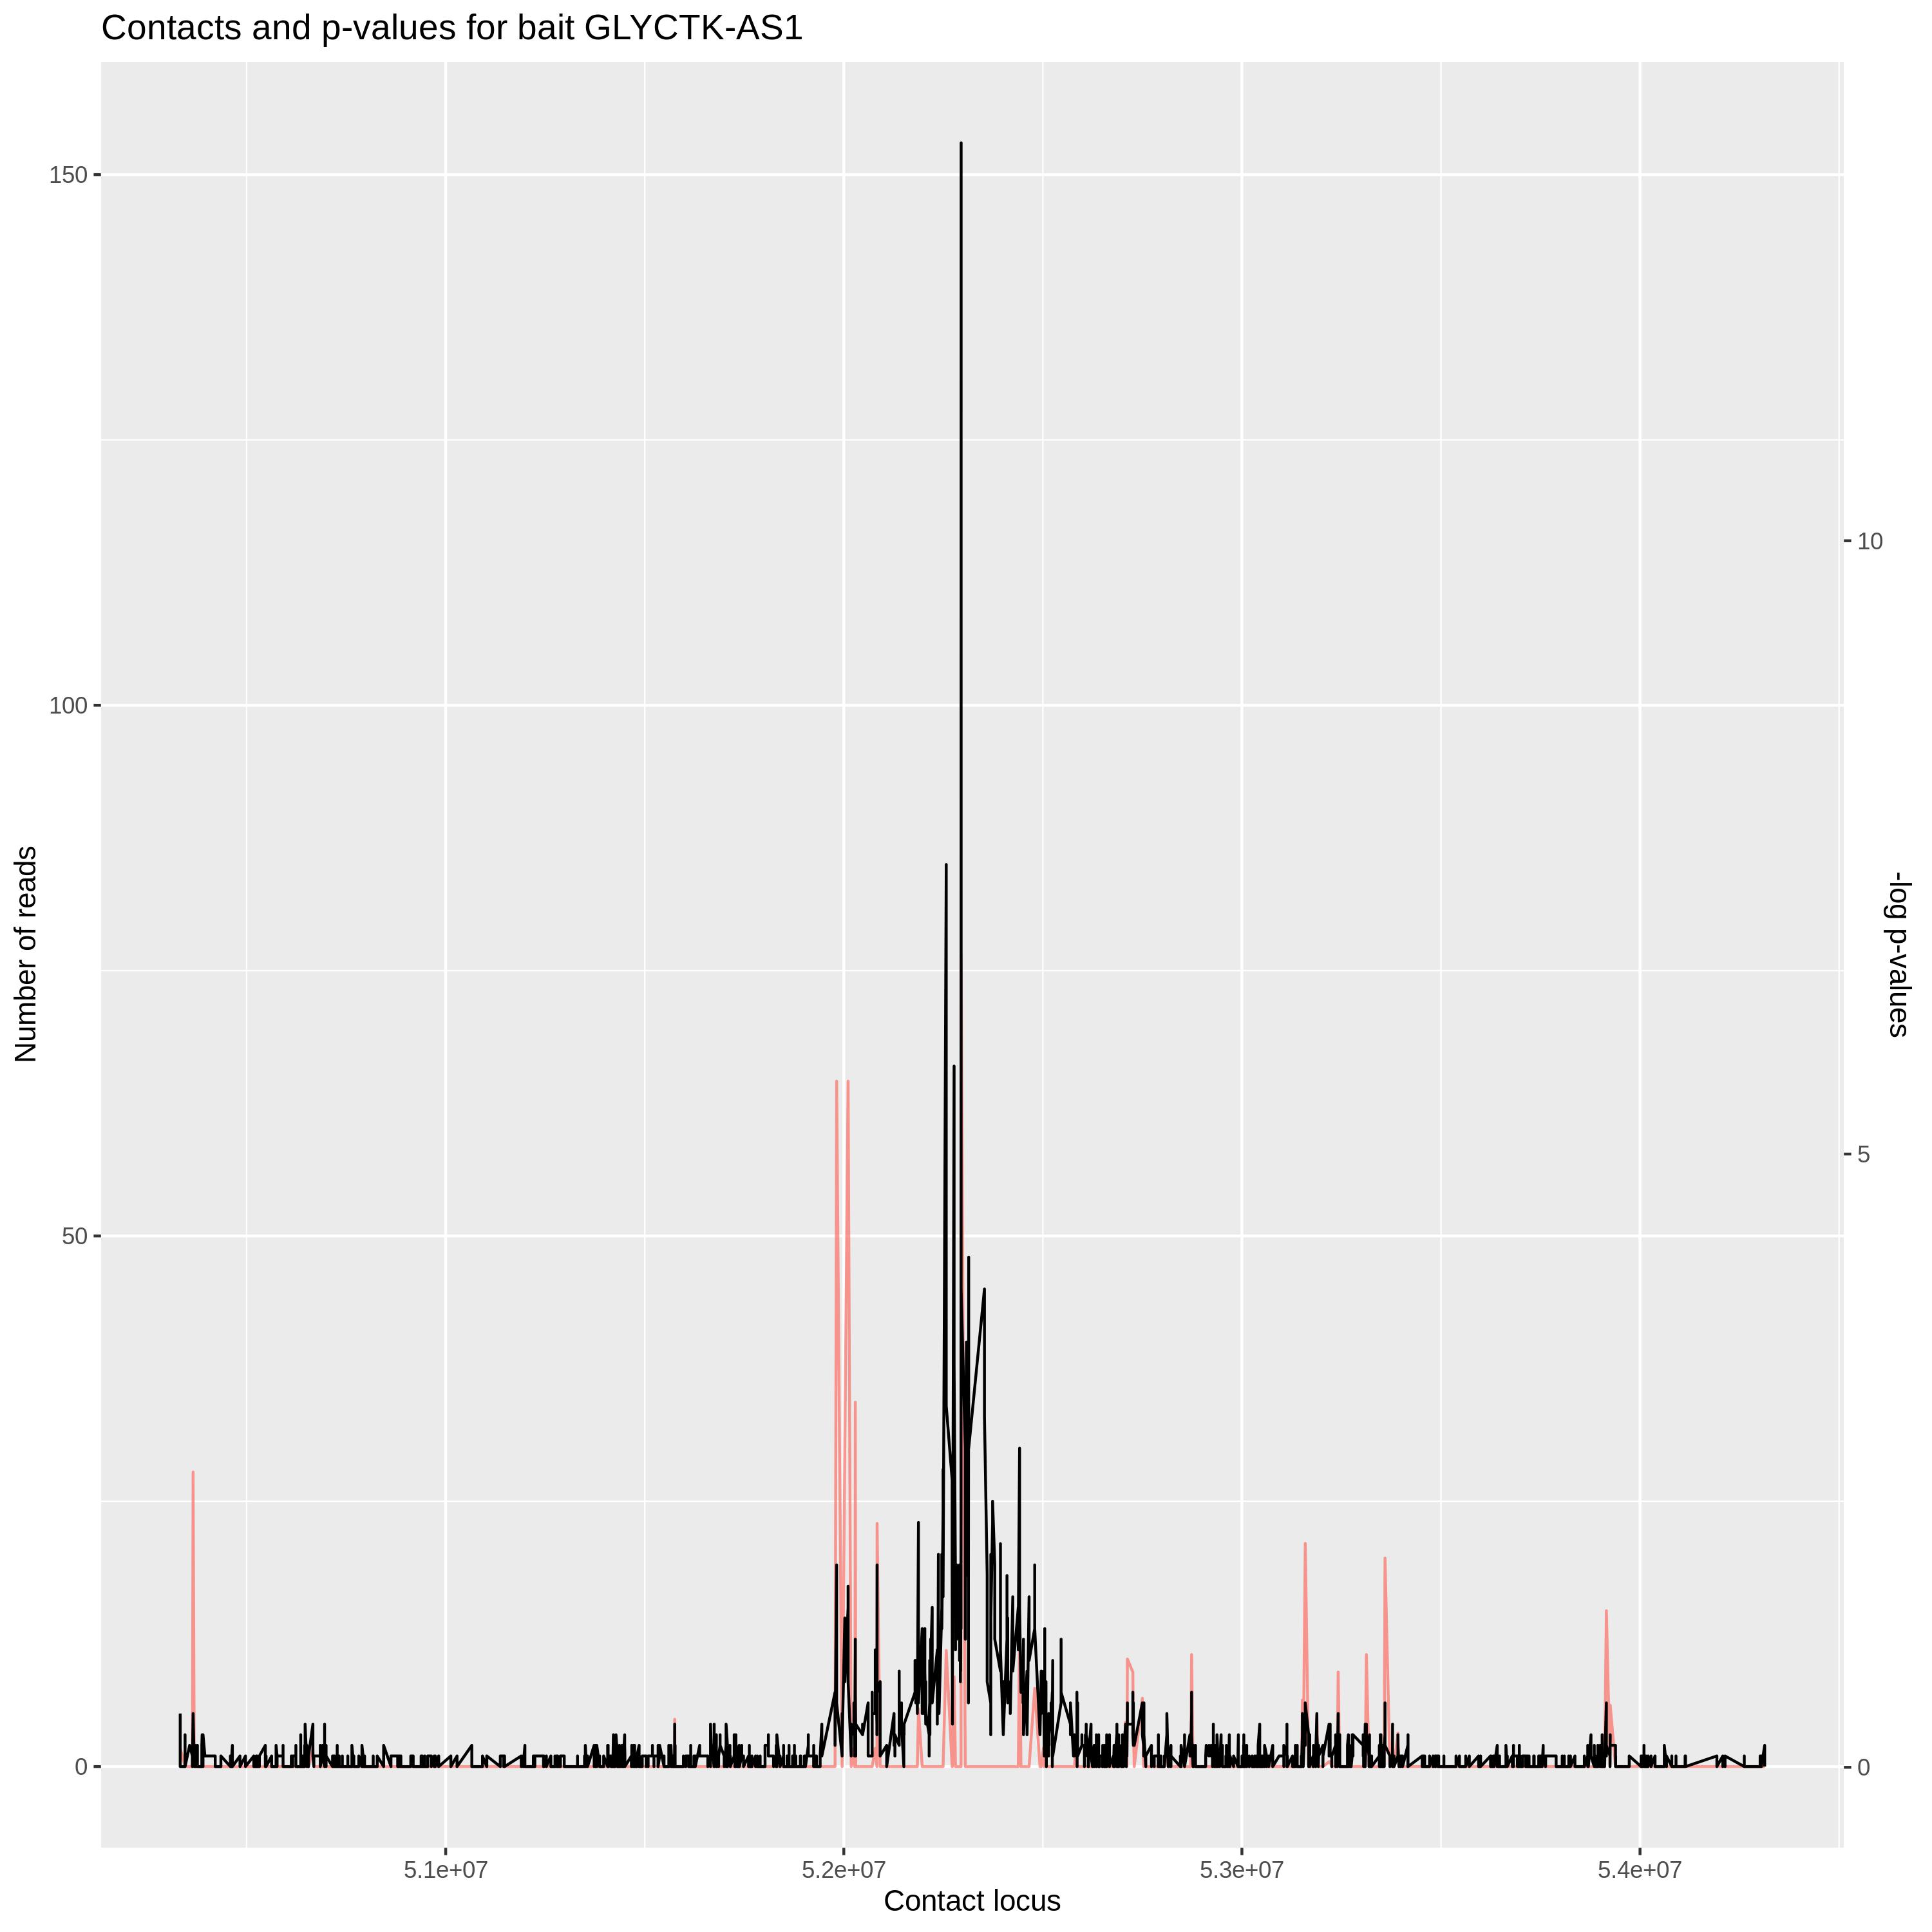 Contacts and p-values for bait GLYCTK-AS1
150
100
50
0
Number of reads
10
5
0
-log p-values
5.1e+07
5.2e+07
5.3e+07
5.4e+07
Contact locus